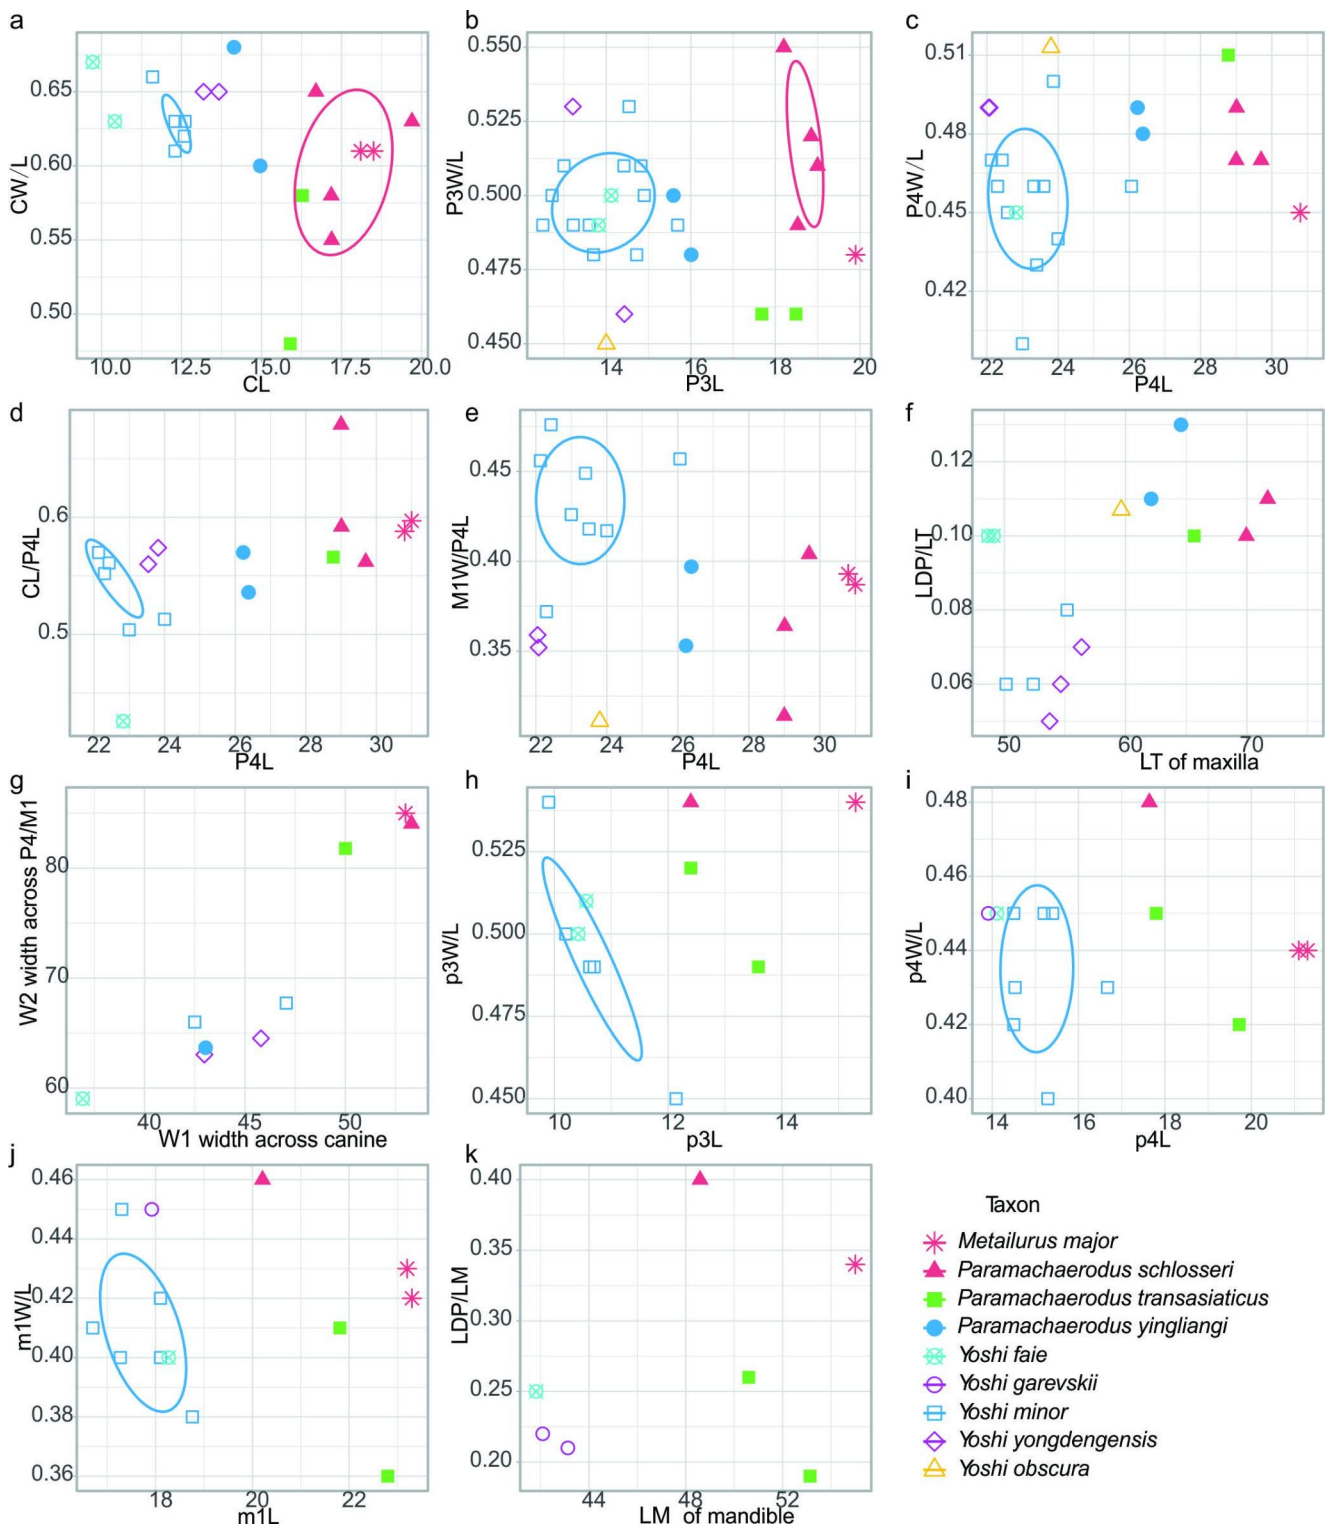 a
0.65
0.60
0.55
0.50
CW/L
10.0 12.5 15.0 17.5 20.0
CL
b
0.550
0.525
0.500
0.475
0.450
P3W/L
14 16 18 20
P3L
c
0.51
0.48
0.45
0.42
P4W/L
22 24 26 28 30
P4L
d
0.6
0.5
CL/P4L
22 24 26 28 30
P4L
e
0.45
0.40
0.35
M1W/P4L
22 24 26 28 30
P4L
f
0.12
0.10
0.08
0.06
LDP/LT
50 60 70
LT of maxilla
g
80
70
60
W2 width across P4/M1
40 45 50
W1 width across canine
h
0.525
0.500
0.475
0.450
p3W/L
10 12 14
p3L
i
0.48
0.46
0.44
0.42
0.40
p4W/L
14 16 18 20
p4L
j
0.46
0.44
0.42
0.40
0.38
0.36
m1W/L
18 20 22
m1L
k
0.40
0.35
0.30
0.25
0.20
LDP/LM
44 48 52
LM of mandible
Taxon
Metailurus major
Paramachaerodus schlosseri
Paramachaerodus transasiaticus
Paramachaerodus yingliangi
Yoshi faie
Yoshi garevskii
Yoshi minor
Yoshi yongdengensis
Yoshi obscura